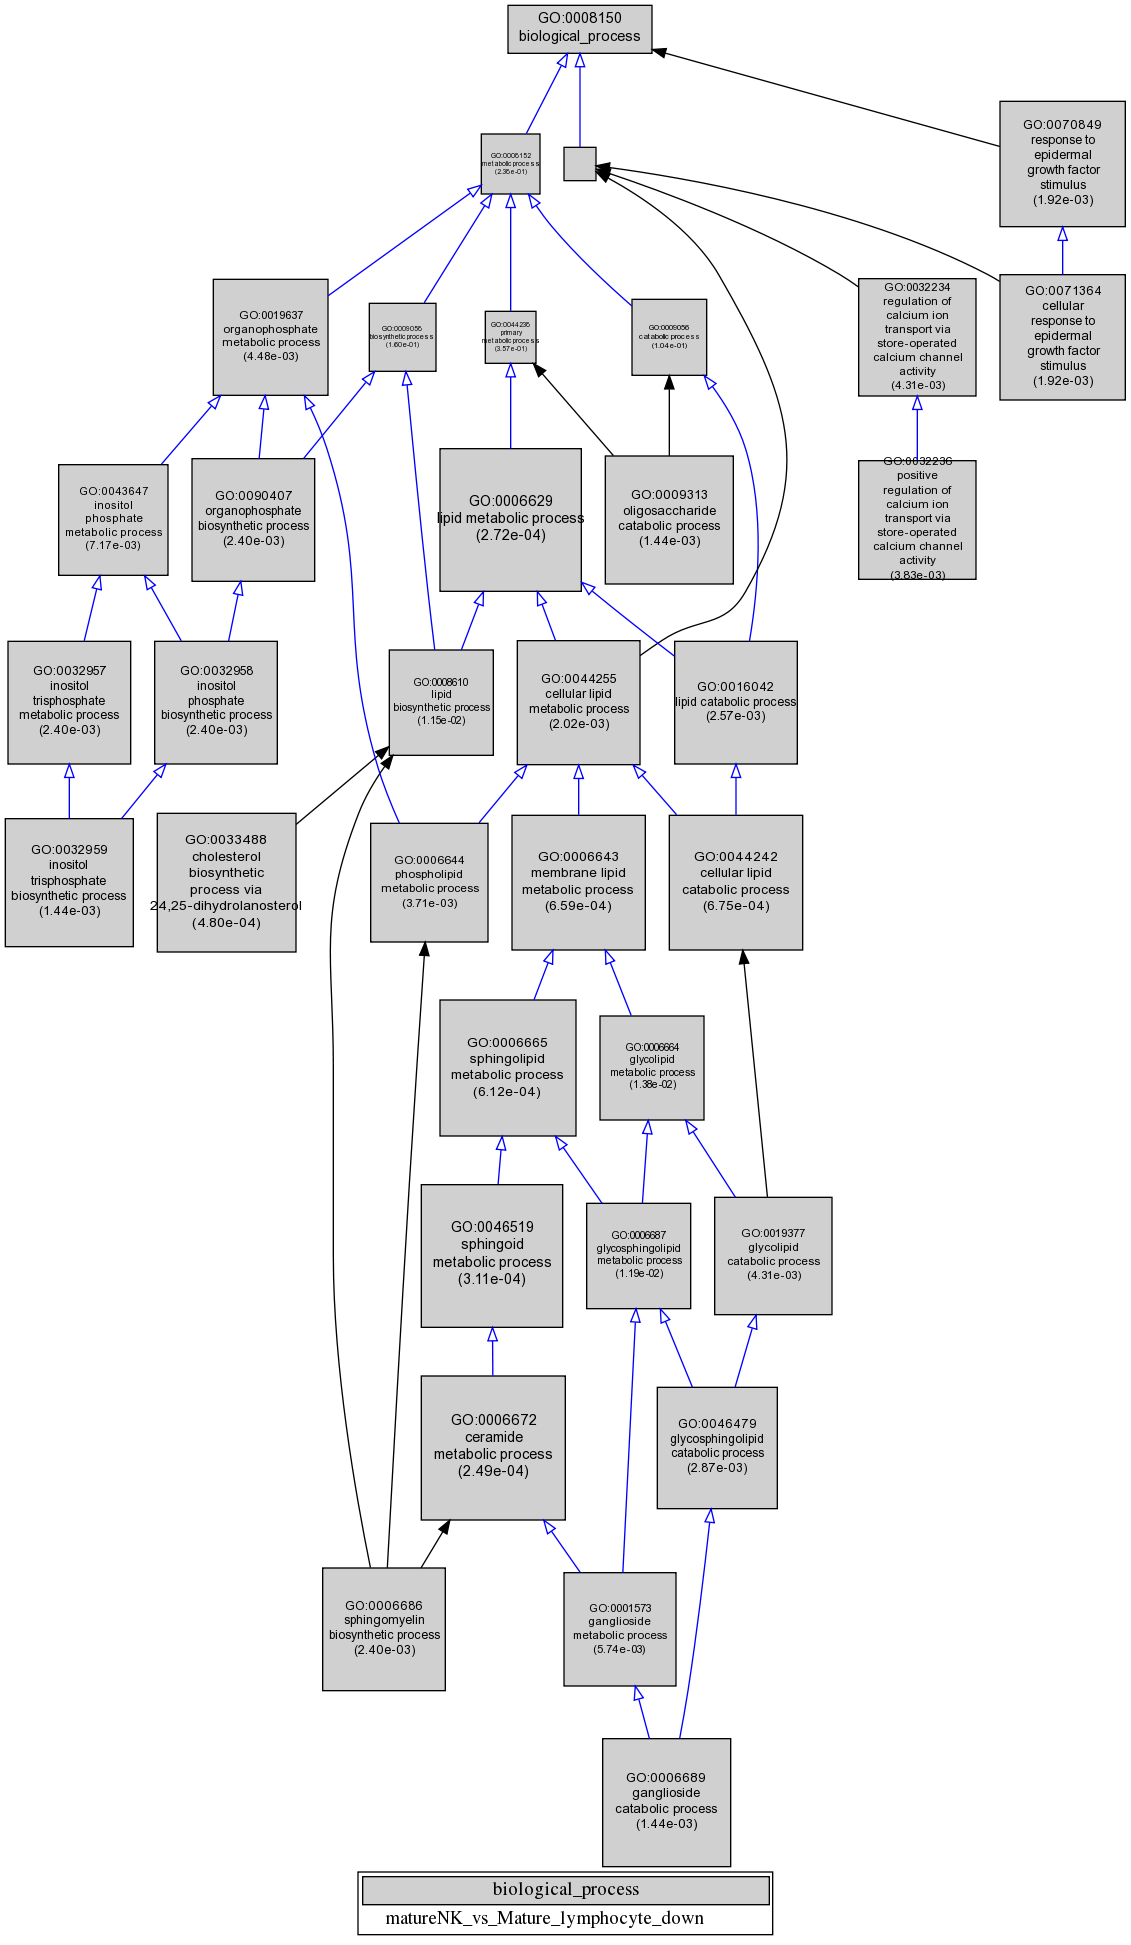 GO:0008150
biological_process
GO:0070849
response to
epidermal
growth factor
stimulus
(1.92e-03)
GO:0008152
metabolic process
(2.36e-01)
GO:0019637
organophosphate
metabolic process
(4.48e-03)
GO:0009058
biosynthetic process
(1.60e-01)
GO:0044238
primary
metabolic process
(3.57e-01)
GO:0009056
catabolic process
(1.04e-01)
GO:0032234
regulation of
calcium ion
transport via
store-operated
calcium channel
activity
(4.31e-03)
GO:0071364
cellular
response to
epidermal
growth factor
stimulus
(1.92e-03)
GO:0043647
inositol
phosphate
metabolic process
(7.17e-03)
GO:0090407
organophosphate
biosynthetic process
(2.40e-03)
GO:0006629
lipid metabolic process
(2.72e-04)
GO:0009313
oligosaccharide
catabolic process
(1.44e-03)
GO:0032236
positive
regulation of
calcium ion
transport via
store-operated
calcium channel
activity
(3.83e-03)
GO:0032957
inositol
trisphosphate
metabolic process
(2.40e-03)
GO:0032958
inositol
phosphate
biosynthetic process
(2.40e-03)
GO:0008610
lipid
biosynthetic process
(1.15e-02)
GO:0044255
cellular lipid
metabolic process
(2.02e-03)
GO:0016042
lipid catabolic process
(2.57e-03)
GO:0032959
inositol
trisphosphate
biosynthetic process
(1.44e-03)
GO:0033488
cholesterol
biosynthetic
process via
24,25-dihydrolanosterol
(4.80e-04)
GO:0006644
phospholipid
metabolic process
(3.71e-03)
GO:0006643
membrane lipid
metabolic process
(6.59e-04)
GO:0044242
cellular lipid
catabolic process
(6.75e-04)
GO:0006665
sphingolipid
metabolic process
(6.12e-04)
GO:0006664
glycolipid
metabolic process
(1.38e-02)
GO:0046519
sphingoid
metabolic process
(3.11e-04)
GO:0006687
glycosphingolipid
metabolic process
(1.19e-02)
GO:0019377
glycolipid
catabolic process
(4.31e-03)
GO:0006672
ceramide
metabolic process
(2.49e-04)
GO:0046479
glycosphingolipid
catabolic process
(2.87e-03)
GO:0006686
sphingomyelin
biosynthetic process
(2.40e-03)
GO:0001573
ganglioside
metabolic process
(5.74e-03)
GO:0006689
ganglioside
catabolic process
(1.44e-03)
biological_process
matureNK_vs_Mature_lymphocyte_down